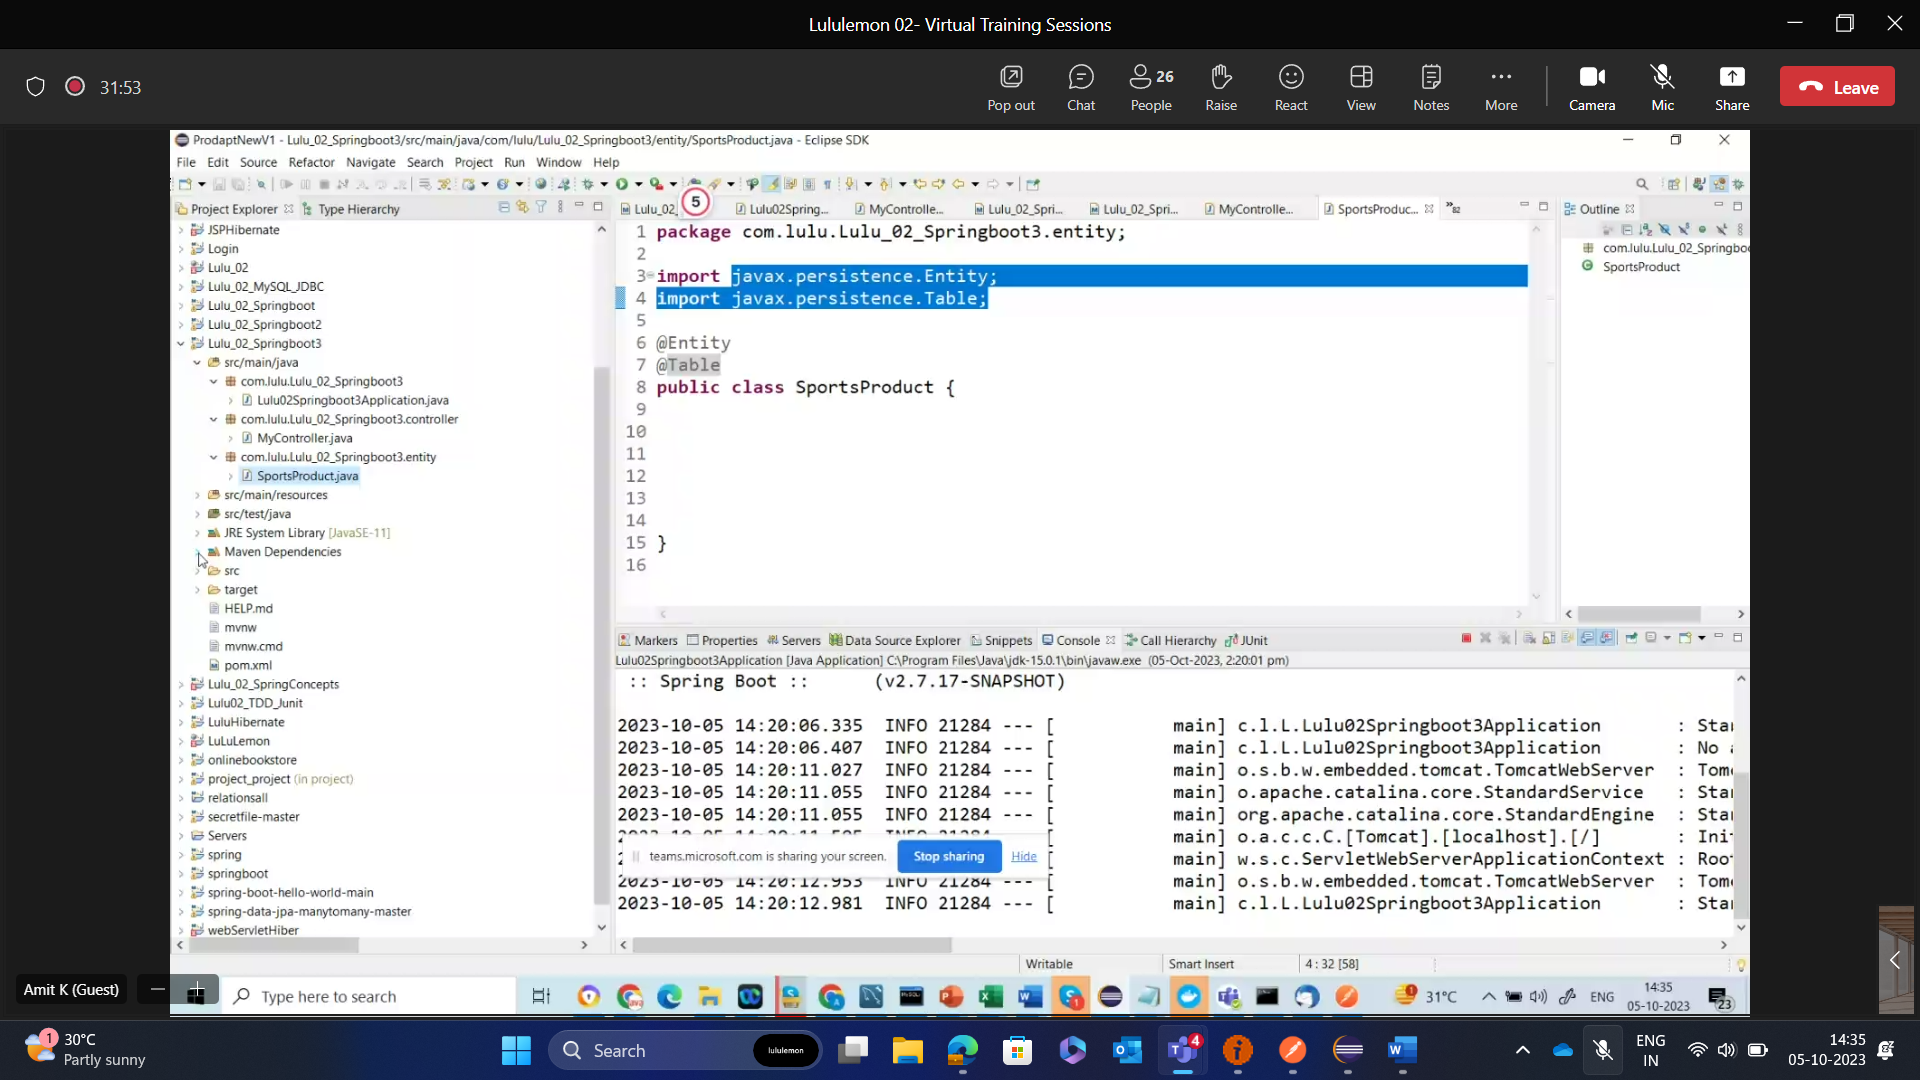 Lululemon 02- Virtual Training Sessions
31:53
Pop out
Chat
26
People
Raise
React
View
Notes
More
Camera
Mic
Share
Leave
ProdaptNewV1 - Lulu_02_Springboot3/src/main/java/com/lulu/Lulu_02_Springboot3/entity/SportsProduct.java - Eclipse SDK
File Edit Source Refactor Navigate Search Project Run Window Help
Project Explorer
Type Hierarchy
JSPHibernate
Login
Lulu_02
Lulu_02_MySQL_JDBC
Lulu_02_Springboot
Lulu_02_Springboot2
Lulu_02_Springboot3
src/main/java
com.lulu.Lulu_02_Springboot3
Lulu02Springboot3Application.java
com.lulu.Lulu_02_Springboot3.controller
MyController.java
com.lulu.Lulu_02_Springboot3.entity
SportsProduct.java
src/main/resources
src/test/java
JRE System Library [JavaSE-11]
Maven Dependencies
src
target
HELP.md
mvnw
mvnw.cmd
pom.xml
Lulu_02_SpringConcepts
Lulu02_TDD_Junit
LuluHibernate
LuLuLemon
onlinebookstore
project_project (in project)
relationsall
secretfile-master
Servers
spring
springboot
spring-boot-hello-world-main
spring-data-jpa-manytomany-master
webServletHiber
Lulu_02_
5
Lulu02Spring...
MyControlle...
Lulu_02_Spri...
Lulu_02_Spri...
MyControlle...
SportsProduc...
»82
1 package com.lulu.Lulu_02_Springboot3.entity;
2
3 import javax.persistence.Entity;
4 import javax.persistence.Table;
5
6 @Entity
7 @Table
8 public class SportsProduct {
9
10
11
12
13
14
15 }
16
Outline
com.lulu.Lulu_02_Springboo
SportsProduct
Markers
Properties
Servers
Data Source Explorer
Snippets
Console
Call Hierarchy
JUnit
Lulu02Springboot3Application [Java Application] C:\Program Files\Java\jdk-15.0.1\bin\javaw.exe (05-Oct-2023, 2:20:01 pm)
:: Spring Boot :: (v2.7.17-SNAPSHOT)
2023-10-05 14:20:06.335 INFO 21284 --- [ main] c.l.L.Lulu02Springboot3Application : Sta
2023-10-05 14:20:06.407 INFO 21284 --- [ main] c.l.L.Lulu02Springboot3Application : No
2023-10-05 14:20:11.027 INFO 21284 --- [ main] o.s.b.w.embedded.tomcat.TomcatWebServer : Tom
2023-10-05 14:20:11.055 INFO 21284 --- [ main] o.apache.catalina.core.StandardService : Sta
2023-10-05 14:20:11.055 INFO 21284 --- [ main] org.apache.catalina.core.StandardEngine : Sta
main] o.a.c.c.C.[Tomcat].[localhost].[/] : Ini
teams.microsoft.com is sharing your screen.
Stop sharing
Hide
[ main] w.s.c.ServletWebServerApplicationContext : Roo
2023-10-05 14:20:12.953 INFO 21284 --- [ main] o.s.b.w.embedded.tomcat.TomcatWebServer : Tom
2023-10-05 14:20:12.981 INFO 21284 --- [ main] c.l.L.Lulu02Springboot3Application : Sta
Writable
Smart Insert
4 : 32 [58]
Amit K (Guest)
Type here to search
31°C
ENG
14:35
05-10-2023
23
1
30°C
Partly sunny
Search
lululemon
4
ENG
IN
14:35
05-10-2023